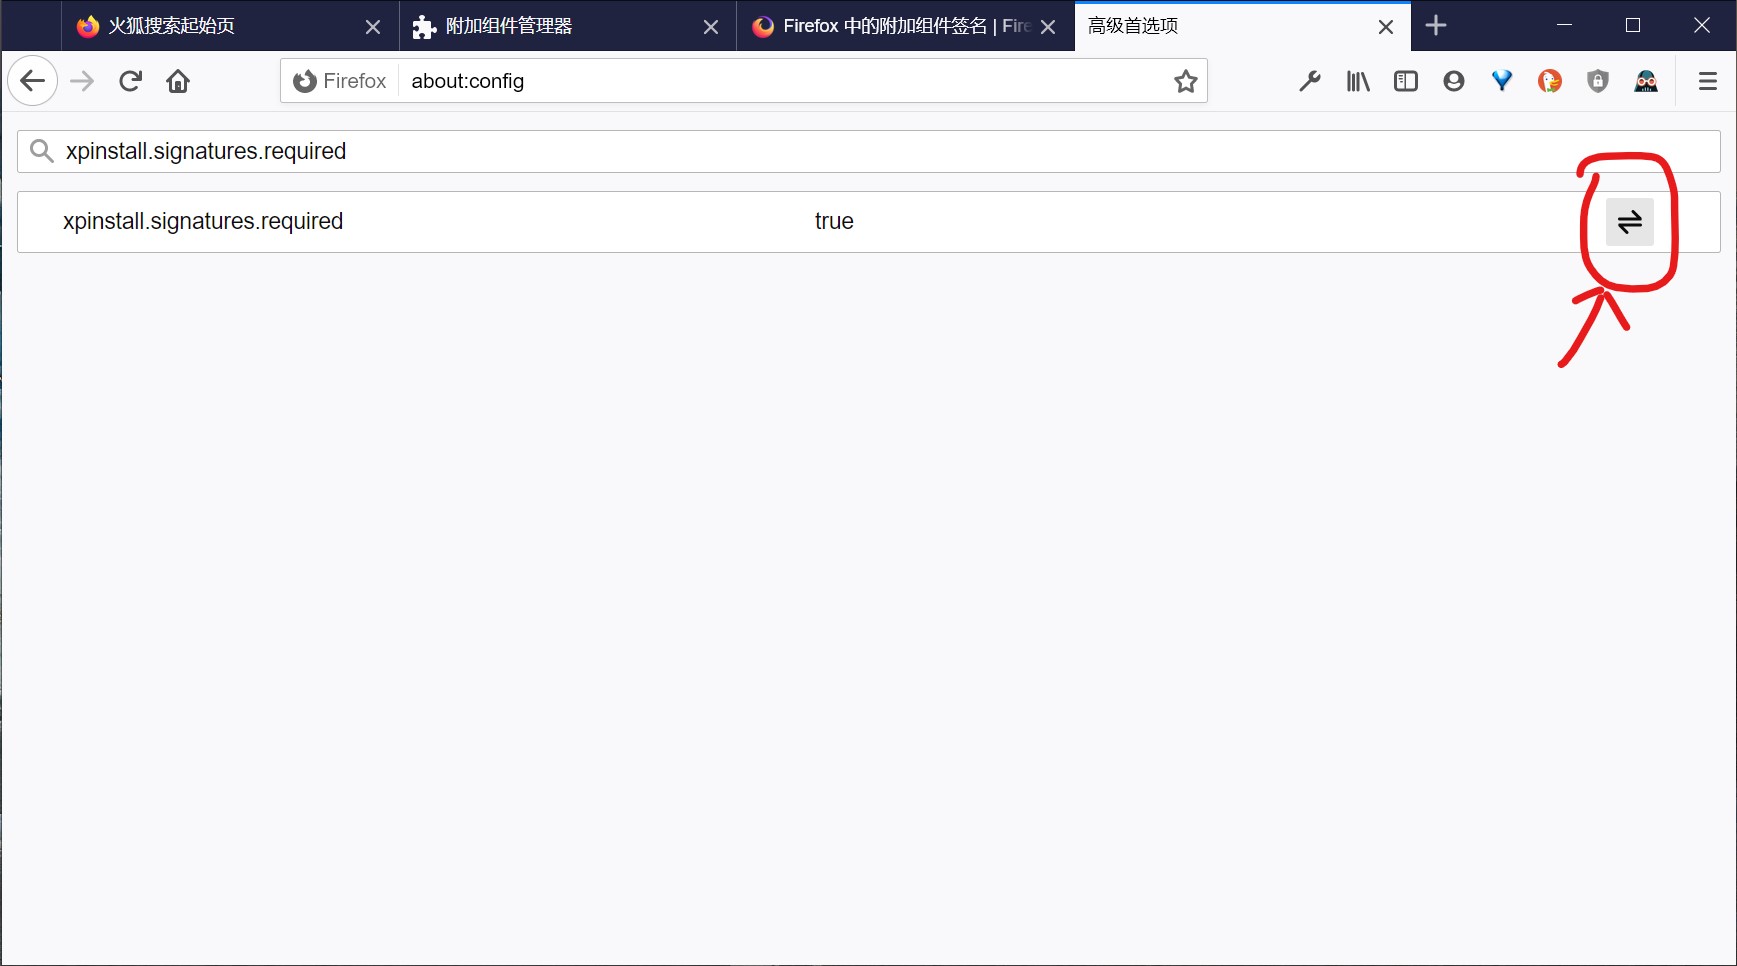 火狐搜索起始页
附加组件管理器
Firefox 中的附加组件签名 | Fire
高级首选项
Firefox
about:config
xpinstall.signatures.required
xpinstall.signatures.required true